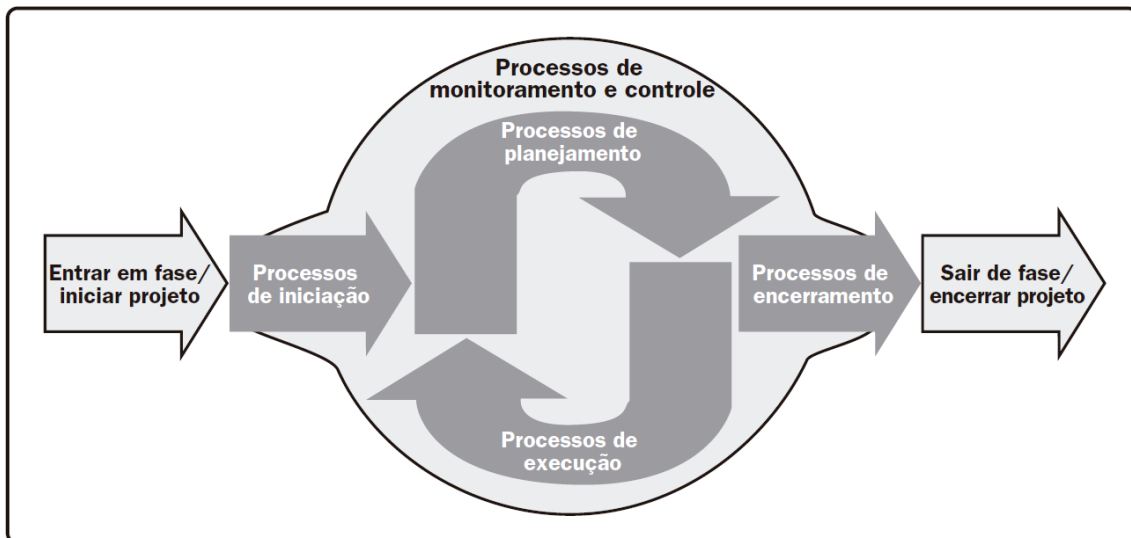 Processos de
monitoramento e controle
Processos de
planejamento
Entrar em fase/
iniciar projeto
Processos
de iniciação
Processos de
encerramento
Sair de fase/
encerrar projeto
Processos de
execução